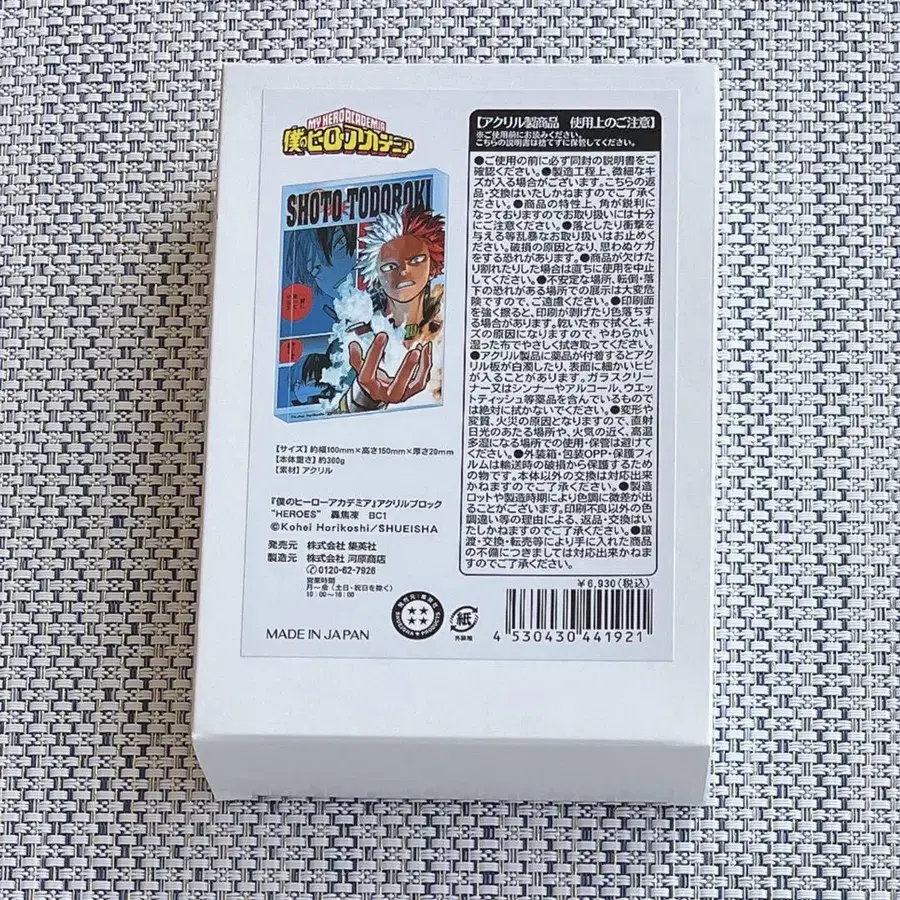 MY HERO ACADEMIA
僕のヒーローアカデミア
SHOTO TODOROKI
【サイズ】約幅100mm×高さ150mm×厚さ20mm
【本体重さ】約360g
【素材】アクリル
『僕のヒーローアカデミア』アクリルブロック
"HEROES" 轟焦凍 BC1
©Kohei Horikoshi/SHUEISHA
発売元 株式会社 集英社
製造元 株式会社 河原商店
0120-62-7926
営業時間
月〜金(土日・祝日を除く)
10:00〜16:00
MADE IN JAPAN
【アクリル製商品 使用上のご注意】
※ご使用前にお読みください。
こちらの説明書は捨てずに保管してください。
●ご使用の前に必ず同封の説明書をご
確認ください。●製造工程上、微細なキ
ズが入る場合がございます。こちらの返
品・交換はいたしかねますのでご了承く
ださい。●商品の特性上、角が鋭利に
なっておりますのでお取り扱いには十分
にご注意ください。●落としたり衝撃を
与える等乱暴なお取り扱いはお止めく
ださい。破損の原因となり、思わぬケガ
をする恐れがあります。●商品が欠けた
り割れたりした場合は直ちに使用を中止
してください。●不安定な場所、転倒・落
下の恐れがある場所での展示は大変危
険ですので、ご遠慮ください。●印刷面
を強く擦ると、印刷が剥げたり色落ちす
る場合があります。乾いた布で拭くと、キ
ズの原因になりますので、やわらかい
湿った布でやさしく拭き取ってください。
●アクリル製品に薬品が付着するとアク
リル板が白濁したり、表面に細かいヒビ
が入ることがあります。ガラスクリー
ナー又はシンナーやアルコール、ウエッ
トティッシュ等薬品を含んでいるもので
は絶対に拭かないでください。●変形や
変質、火災の原因となりますので、直射
日光のあたる場所や、火気の近く、高温
多湿になる場所での使用・保管は避けて
ください。●外装箱・包装OPP・保護フィ
ルムは輸送時の破損から保護するため
の物です。本体以外の交換は対応出来
かねますのでご了承ください。●製造
ロットや製造時期により色調に微差が出
ることがございます。印刷不良以外の色
調違い等の理由による、返品・交換はい
たしかねますのでご了承ください。●譲
渡・交換・転売等により手に入れた商品
の不備につきましては対応出来かねま
すのでご了承ください。
¥6,930(税込)
紙
外装箱
4 530430 441921